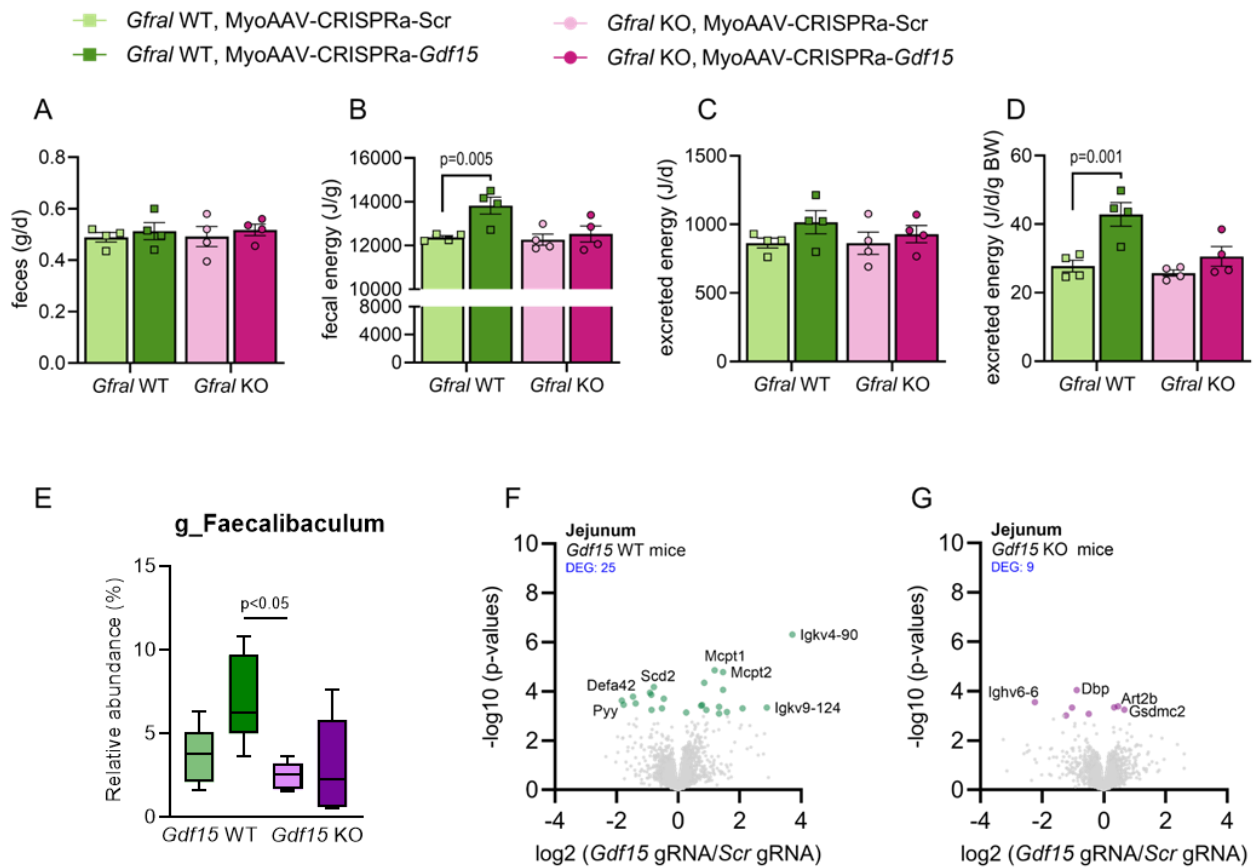 Gfral WT, MyoAAV-CRISPRa-Scr
Gfral KO, MyoAAV-CRISPRa-Scr
Gfral WT, MyoAAV-CRISPRa-Gdf15
Gfral KO, MyoAAV-CRISPRa-Gdf15
A
feces (g/d)
0.8
0.6
0.4
0.2
0.0
Gfral WT
Gfral KO
B
fecal energy (J/g)
16000
14000
12000
10000
8000
8000
4000
0
p=0.005
Gfral WT
Gfral KO
C
excreted energy (J/d)
1500
1000
500
0
Gfral WT
Gfral KO
D
excreted energy (J/d/g BW)
60
40
20
0
p=0.001
Gfral WT
Gfral KO
E
g_Faecalibaculum
Relative abundance (%)
15
10
5
0
p<0.05
Gdf15 WT
Gdf15 KO
F
Jejunum
Gdf15 WT mice
DEG: 25
-log10 (p-values)
10
8
6
4
2
0
Igkv4-90
Mcpt1
Mcpt2
Scd2
Defa42
Pyy
Igkv9-124
-4
-2
0
2
4
log2 (Gdf15 gRNA/Scr gRNA)
G
Jejunum
Gdf15 KO mice
DEG: 9
-log10 (p-values)
10
8
6
4
2
0
Ighv6-6
Dbp
Art2b
Gsdmc2
-4
-2
0
2
4
log2 (Gdf15 gRNA/Scr gRNA)